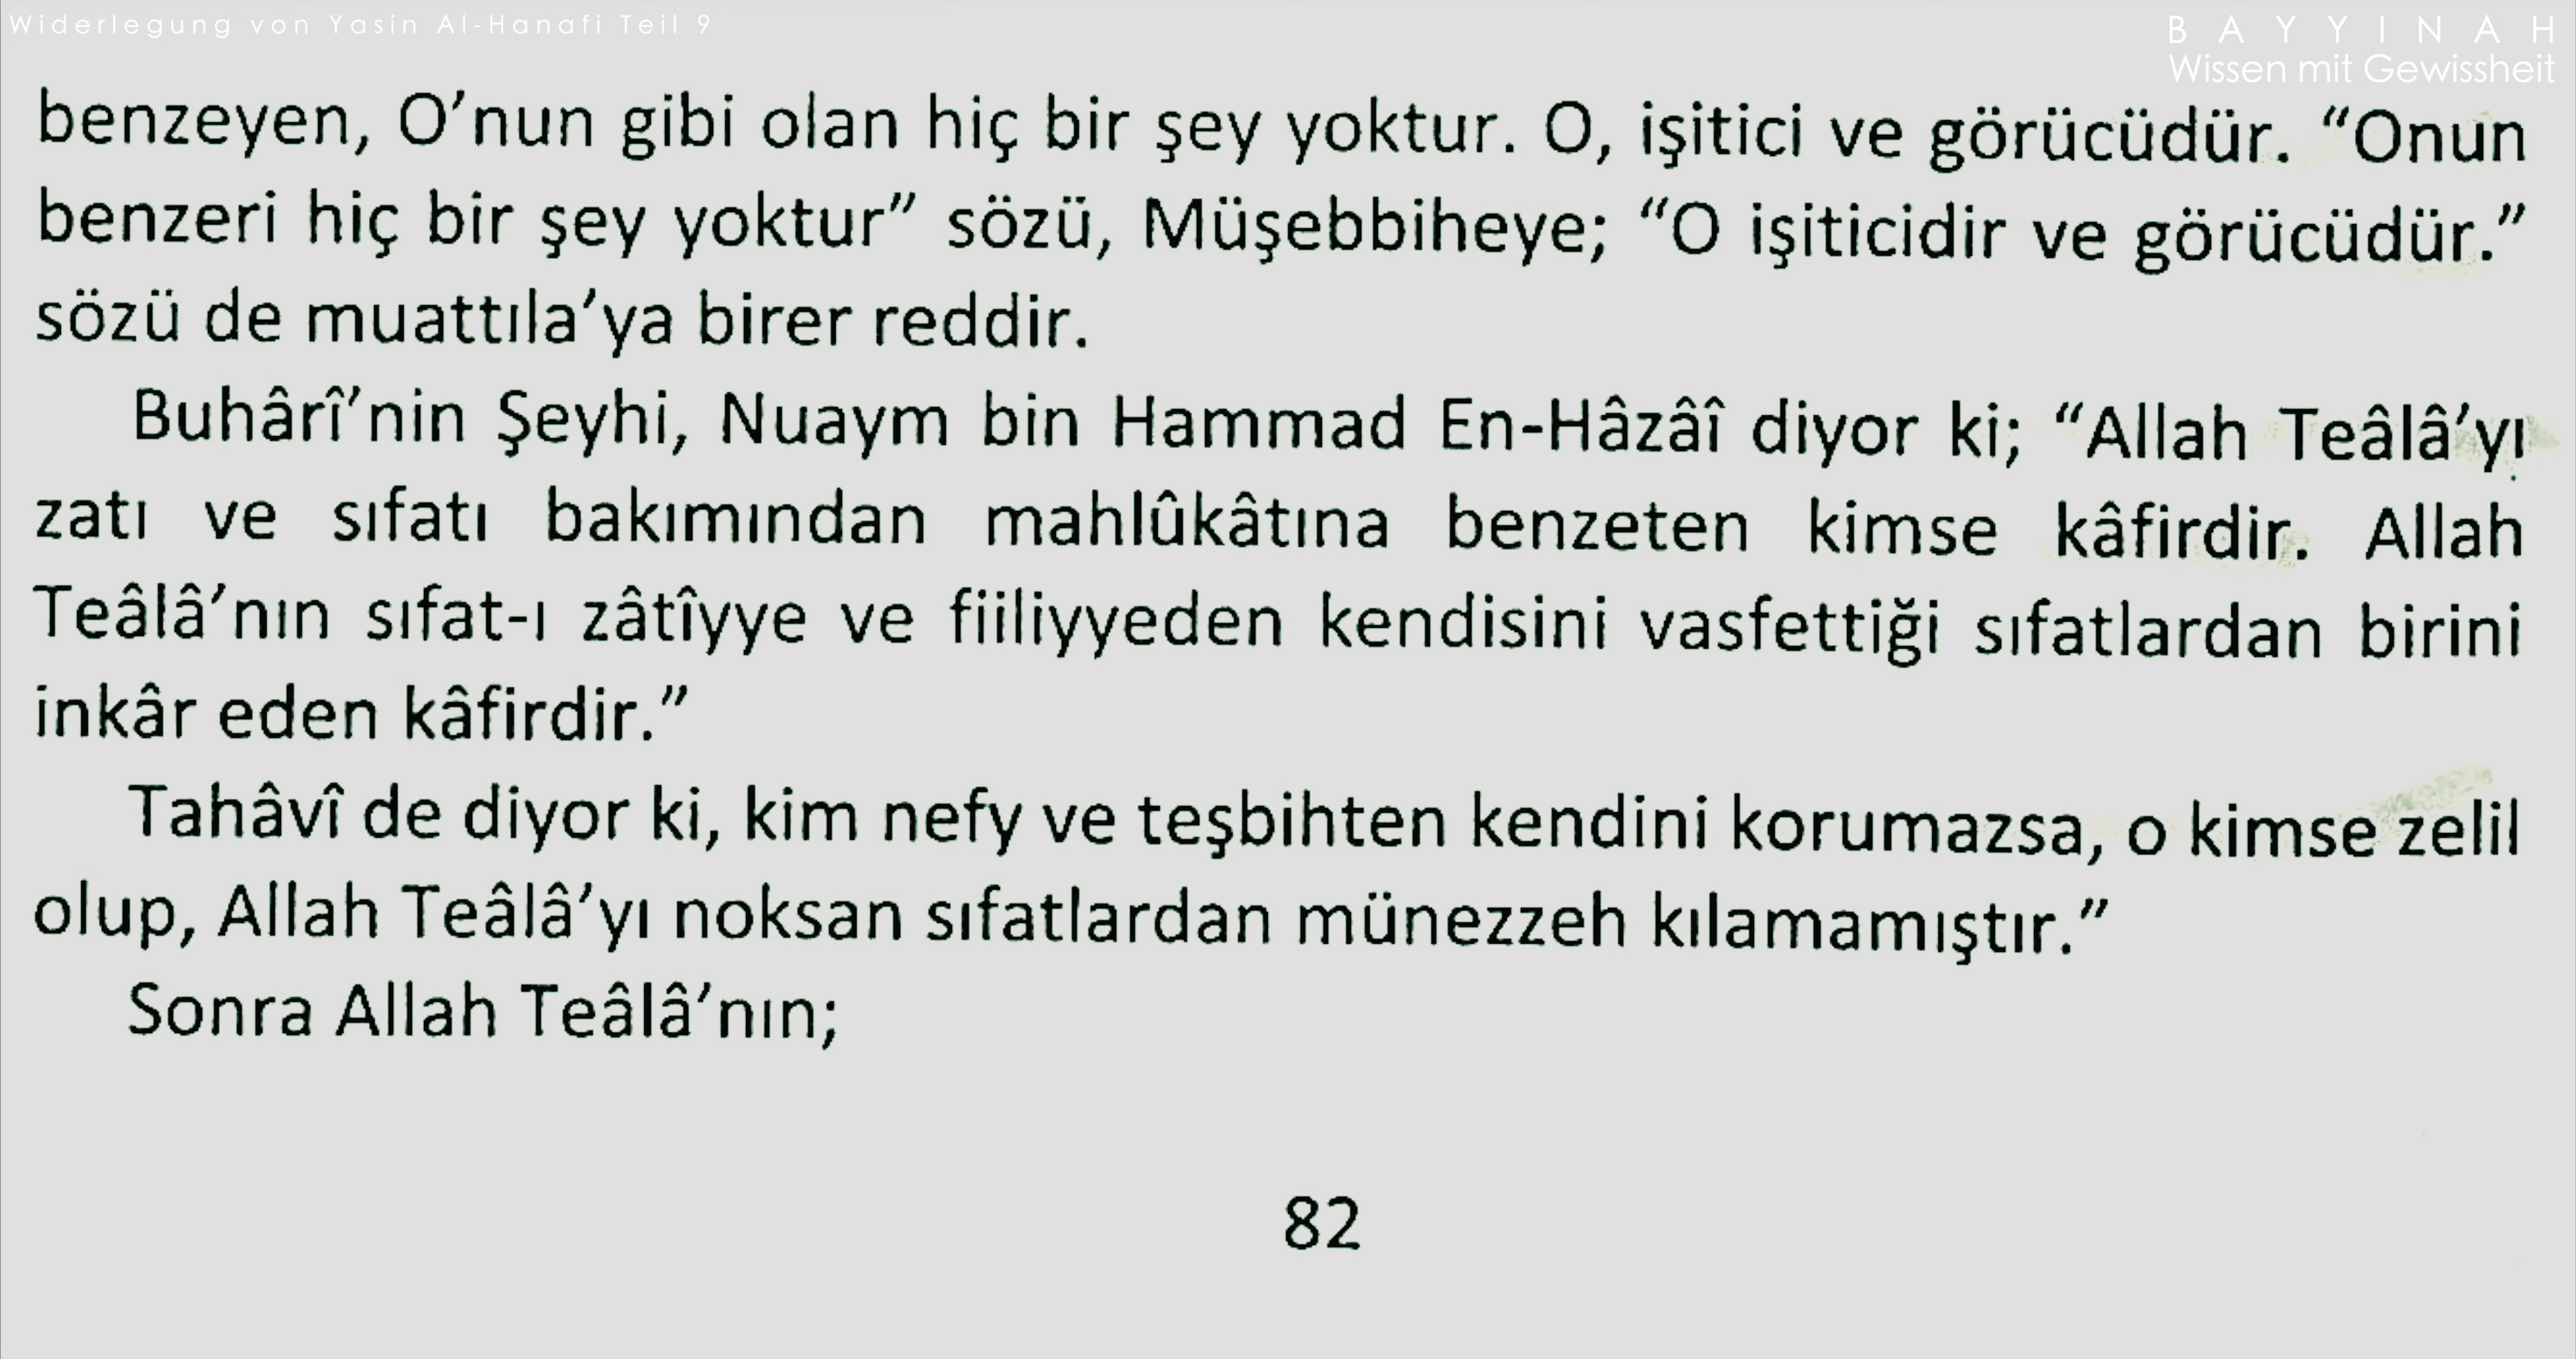 Widerlegung von Yasin Al-Hanafi Teil 9
BAYYINAH
Wissen mit Gewissheit
benzeyen, O’nun gibi olan hiç bir şey yoktur. O, işitici ve görücüdür. “Onun
benzeri hiç bir şey yoktur” sözü, Müşebbiheye; “O işiticidir ve görücüdür.”
sözü de muattıla’ya birer reddir.
Buhârî’nin Şeyhi, Nuaym bin Hammad En-Hâzâî diyor ki; “Allah Teâlâ’yı
zatı ve sıfatı bakımından mahlûkâtına benzeten kimse kâfirdir. Allah
Teâlâ’nın sıfat-ı zâtîyye ve fiiliyyeden kendisini vasfettiği sıfatlardan birini
inkâr eden kâfirdir.”
Tahâvî de diyor ki, kim nefy ve teşbihten kendini korumazsa, o kimse zelil
olup, Allah Teâlâ’yı noksan sıfatlardan münezzeh kılamamıştır.”
Sonra Allah Teâlâ’nın;
82